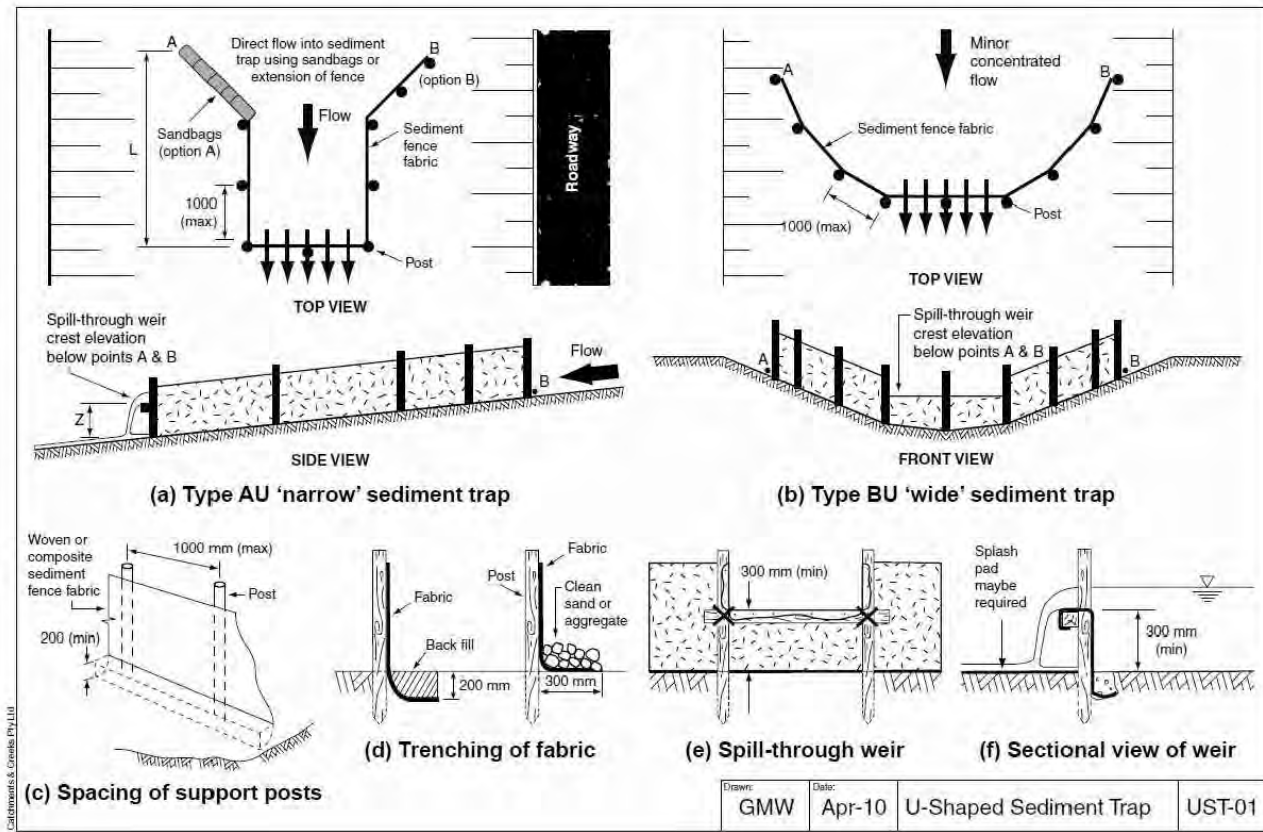 A
Direct flow into sediment
trap using sandbags or
extension of fence
B
(option B)
Flow
Sandbags
(option A)
L
Sediment
fence
fabric
1000
(max)
Post
Roadway
TOP VIEW
Minor
concentrated
flow
A
B
Sediment fence fabric
1000 (max)
Post
TOP VIEW
Spill-through weir
crest elevation
below points A & B
Flow
B
Z
SIDE VIEW
(a) Type AU ‘narrow’ sediment trap
Spill-through weir
crest elevation
below points A & B
A
B
FRONT VIEW
(b) Type BU ‘wide’ sediment trap
Woven or
composite
sediment
fence fabric
1000 mm (max)
Post
200 (min)
(c) Spacing of support posts
Fabric
Back fill
200 mm
Post
Fabric
Clean
sand or
aggregate
300 mm
(d) Trenching of fabric
300 mm (min)
(e) Spill-through weir
Splash
pad
maybe
required
300 mm
(min)
(f) Sectional view of weir
Catchments & Creeks Pty Ltd
Drawn:
GMW
Date:
Apr-10
U-Shaped Sediment Trap
UST-01